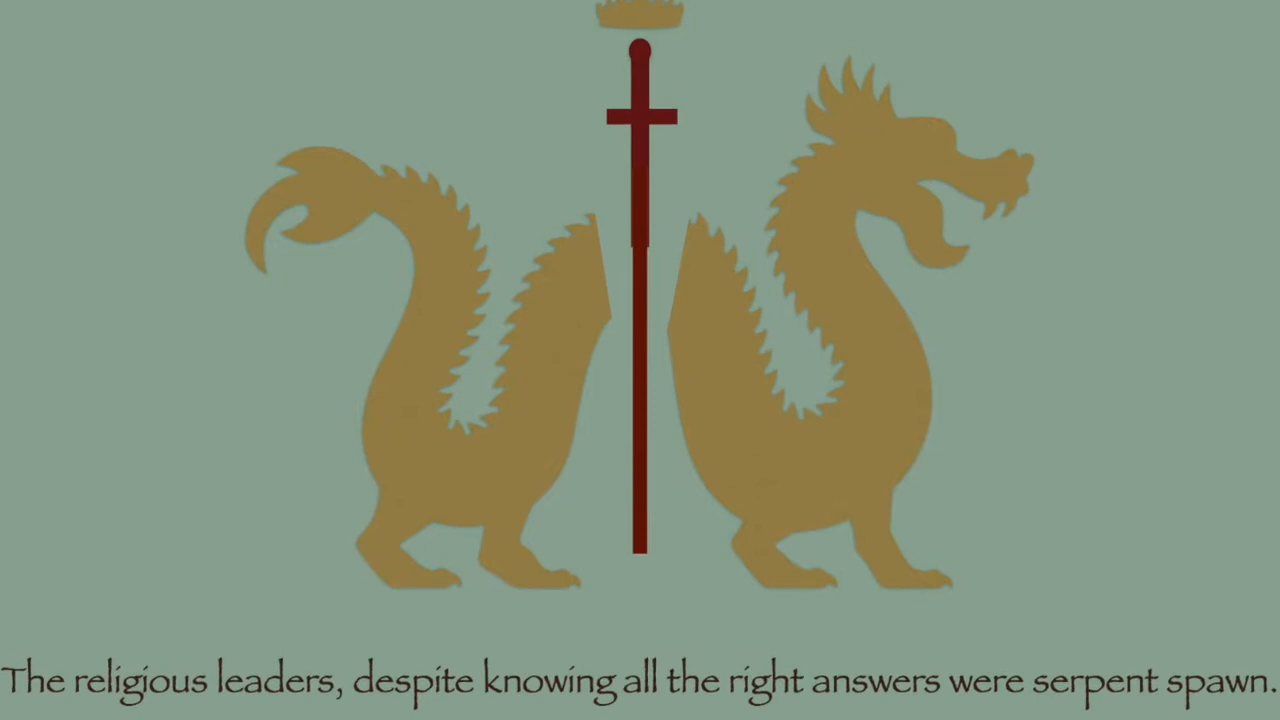 The religious leaders, despite knowing all the right answers were serpent spawn.